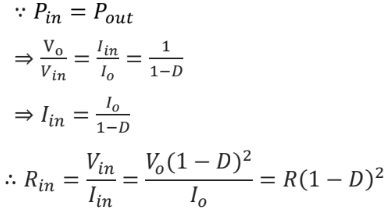 ∵ P_in = P_out
⇒ V_o/V_in = I_in/I_o = 1/(1−D)
⇒ I_in = I_o/(1−D)
∴ R_in = V_in/I_in = V_o(1 − D)²/I_o = R(1 − D)²